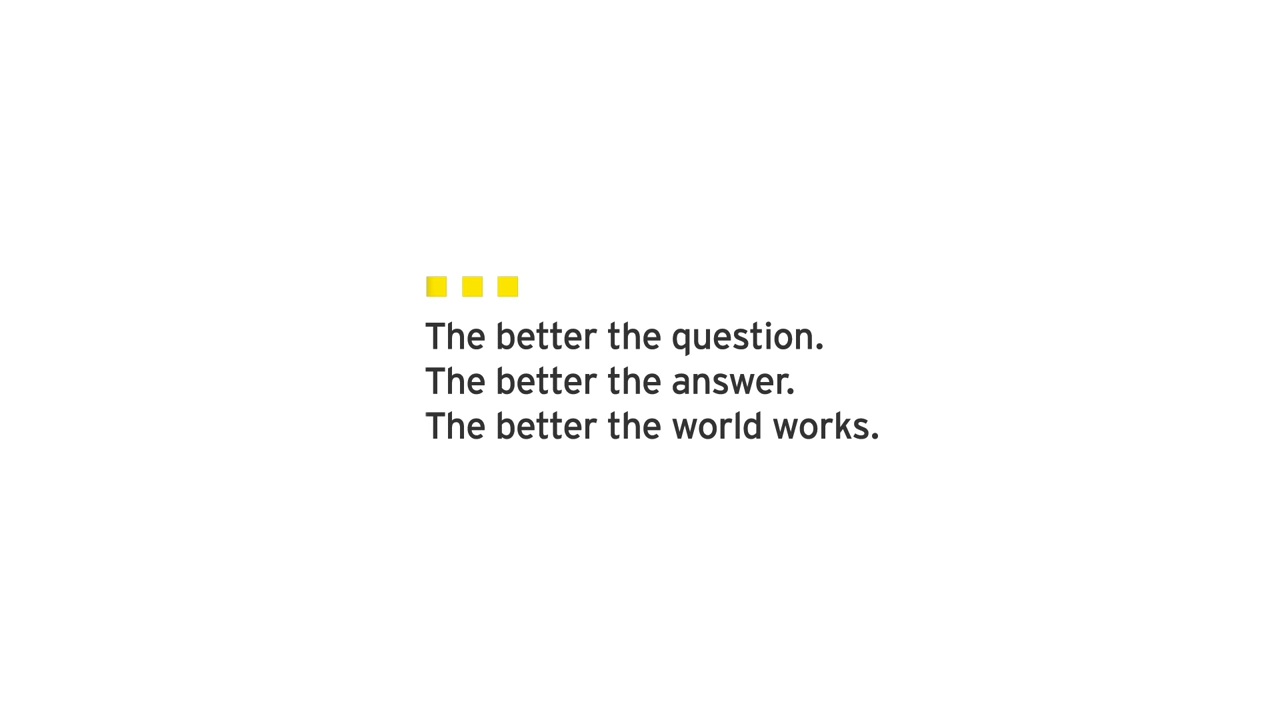 The better the question.
The better the answer.
The better the world works.